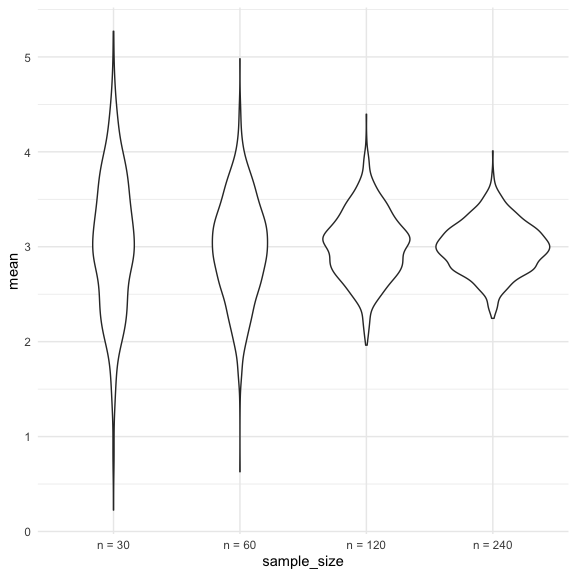 5
4
3
2
1
0
mean
n = 30
n = 60
n = 120
n = 240
sample_size